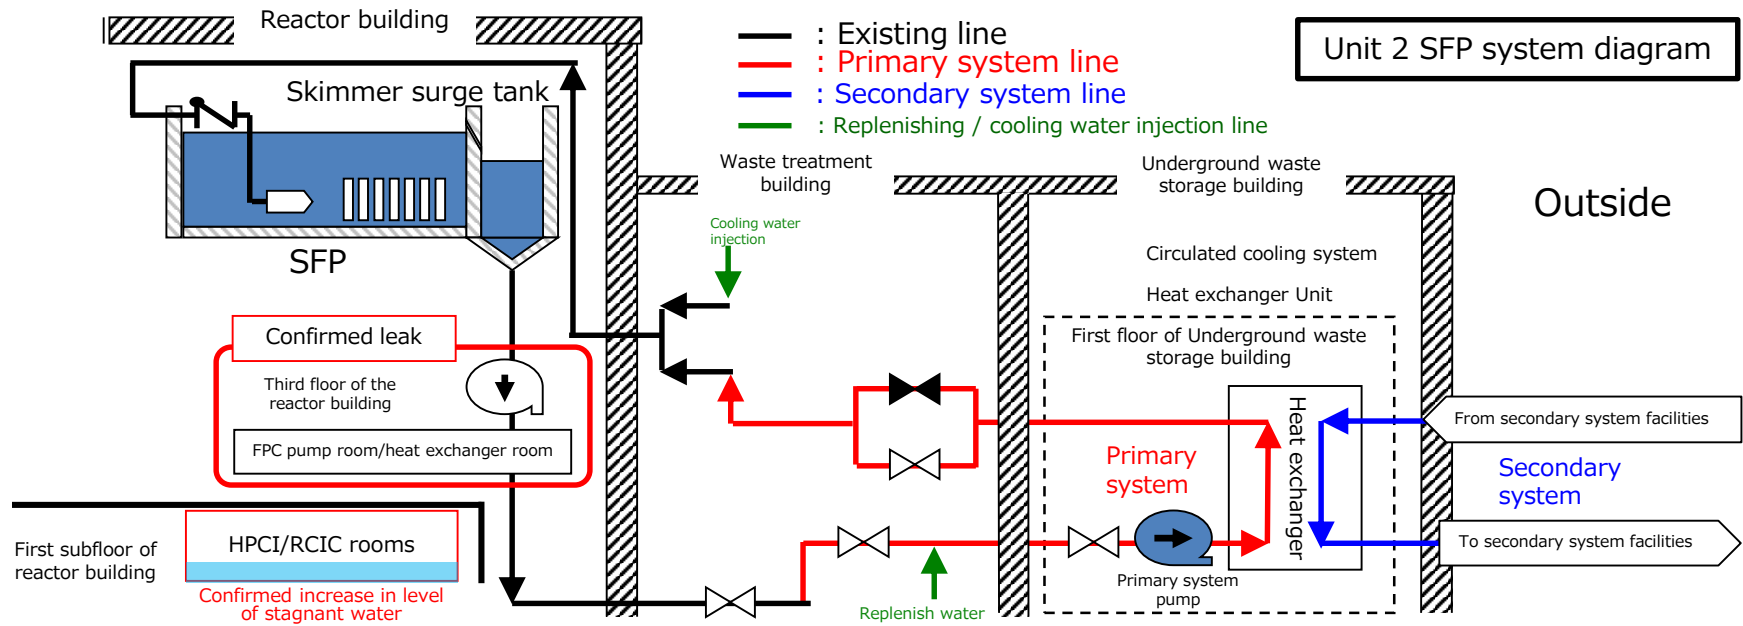 Reactor building
: Existing line
: Primary system line
: Secondary system line
: Replenishing / cooling water injection line
Unit 2 SFP system diagram
Skimmer surge tank
SFP
Waste treatment
building
Underground waste
storage building
Outside
Cooling water
injection
Circulated cooling system
Heat exchanger Unit
First floor of Underground waste
storage building
Confirmed leak
Third floor of the
reactor building
FPC pump room/heat exchanger room
Primary
system
Heat exchanger
From secondary system facilities
Secondary
system
To secondary system facilities
First subfloor of
reactor building
HPCI/RCIC rooms
Confirmed increase in level
of stagnant water
Replenish water
Primary system
pump